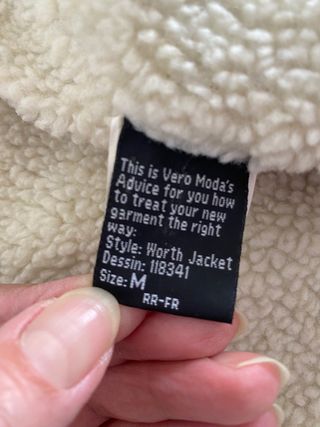 This is Vero Moda's
Advice for you how
to treat your new
garment the right
way:
Style: Worth Jacket
Dessin: 118341
Size: M
RR-FR